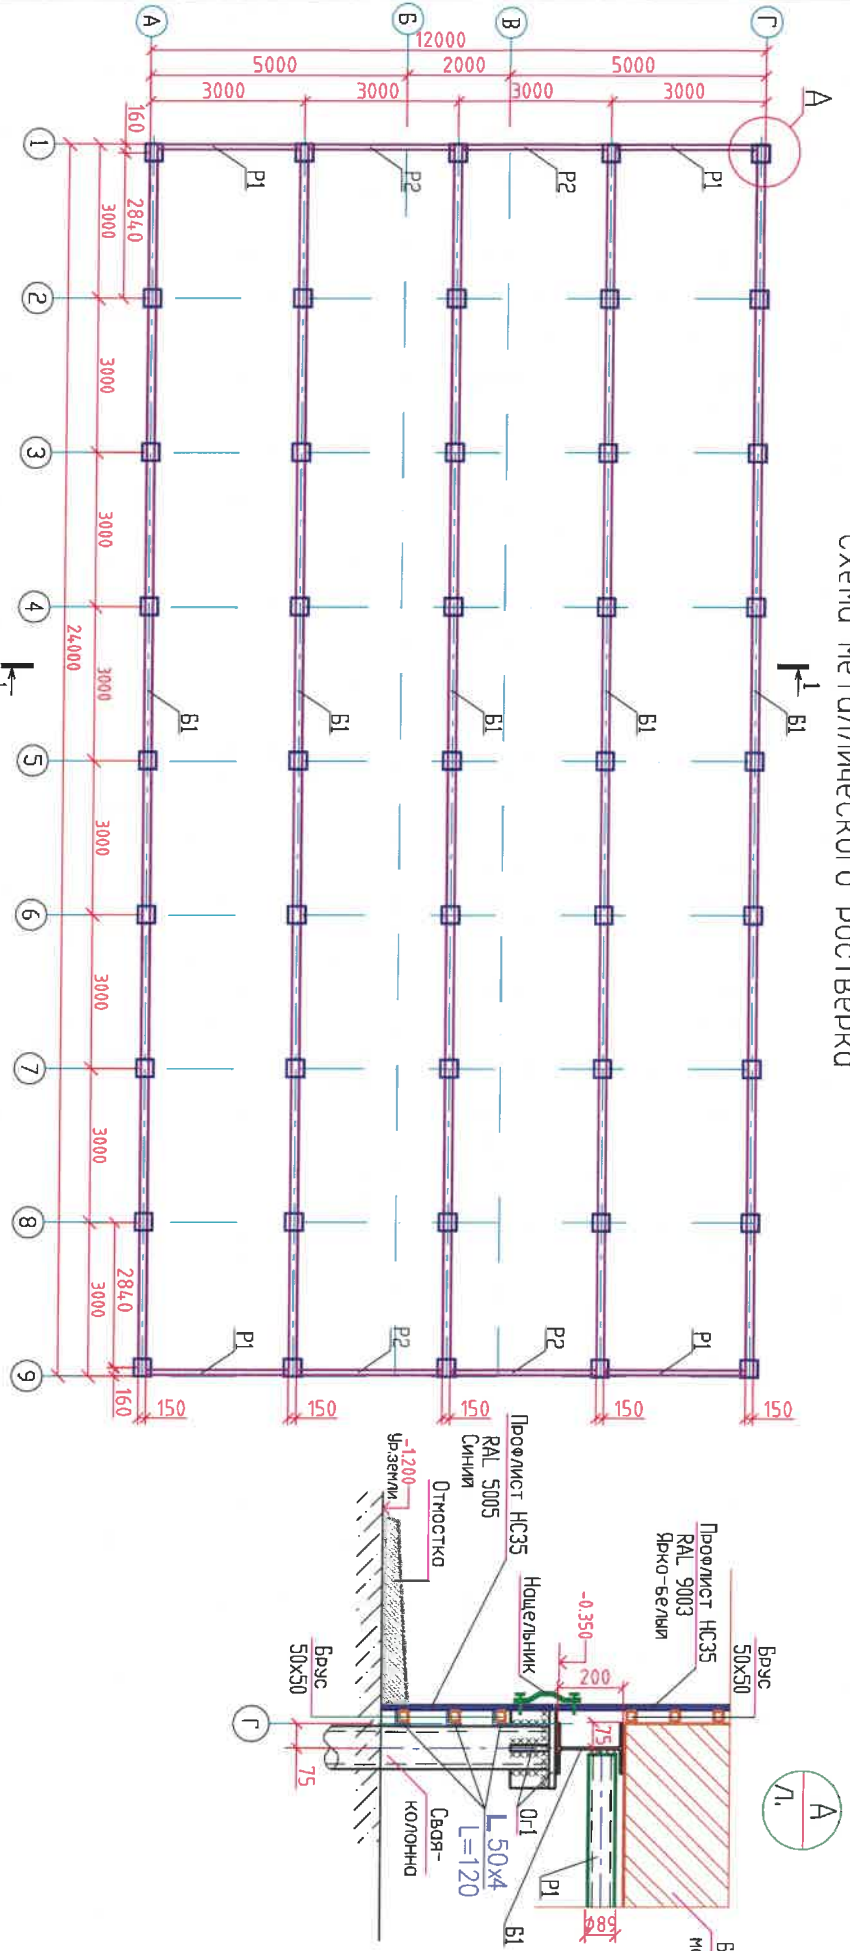 Схема металлического ростверка
А
Б
В
Г
12000
5000
2000
5000
3000
3000
3000
3000
А
160
1
Р1
Р2
Р2
Р1
2840
3000
2
3000
3
3000
4
24000
3000
1
Б1
Б1
Б1
Б1
Б1
5
3000
6
3000
7
3000
8
2840
3000
Р1
Р2
Р2
Р1
9
160
150
150
150
150
150
Профлист НС35
RAL 5005
Синий
Профлист НС35
RAL 9003
Ярко-белый
Брус
50х50
-1.200
Ур.земли
Отмостка
Нащельник
-0.350
200
Брус
50х50
Г
75
75
А
Л.
Свая-
колонна
L 50х4
L=120
Ог1
Р1
Б1
ф89